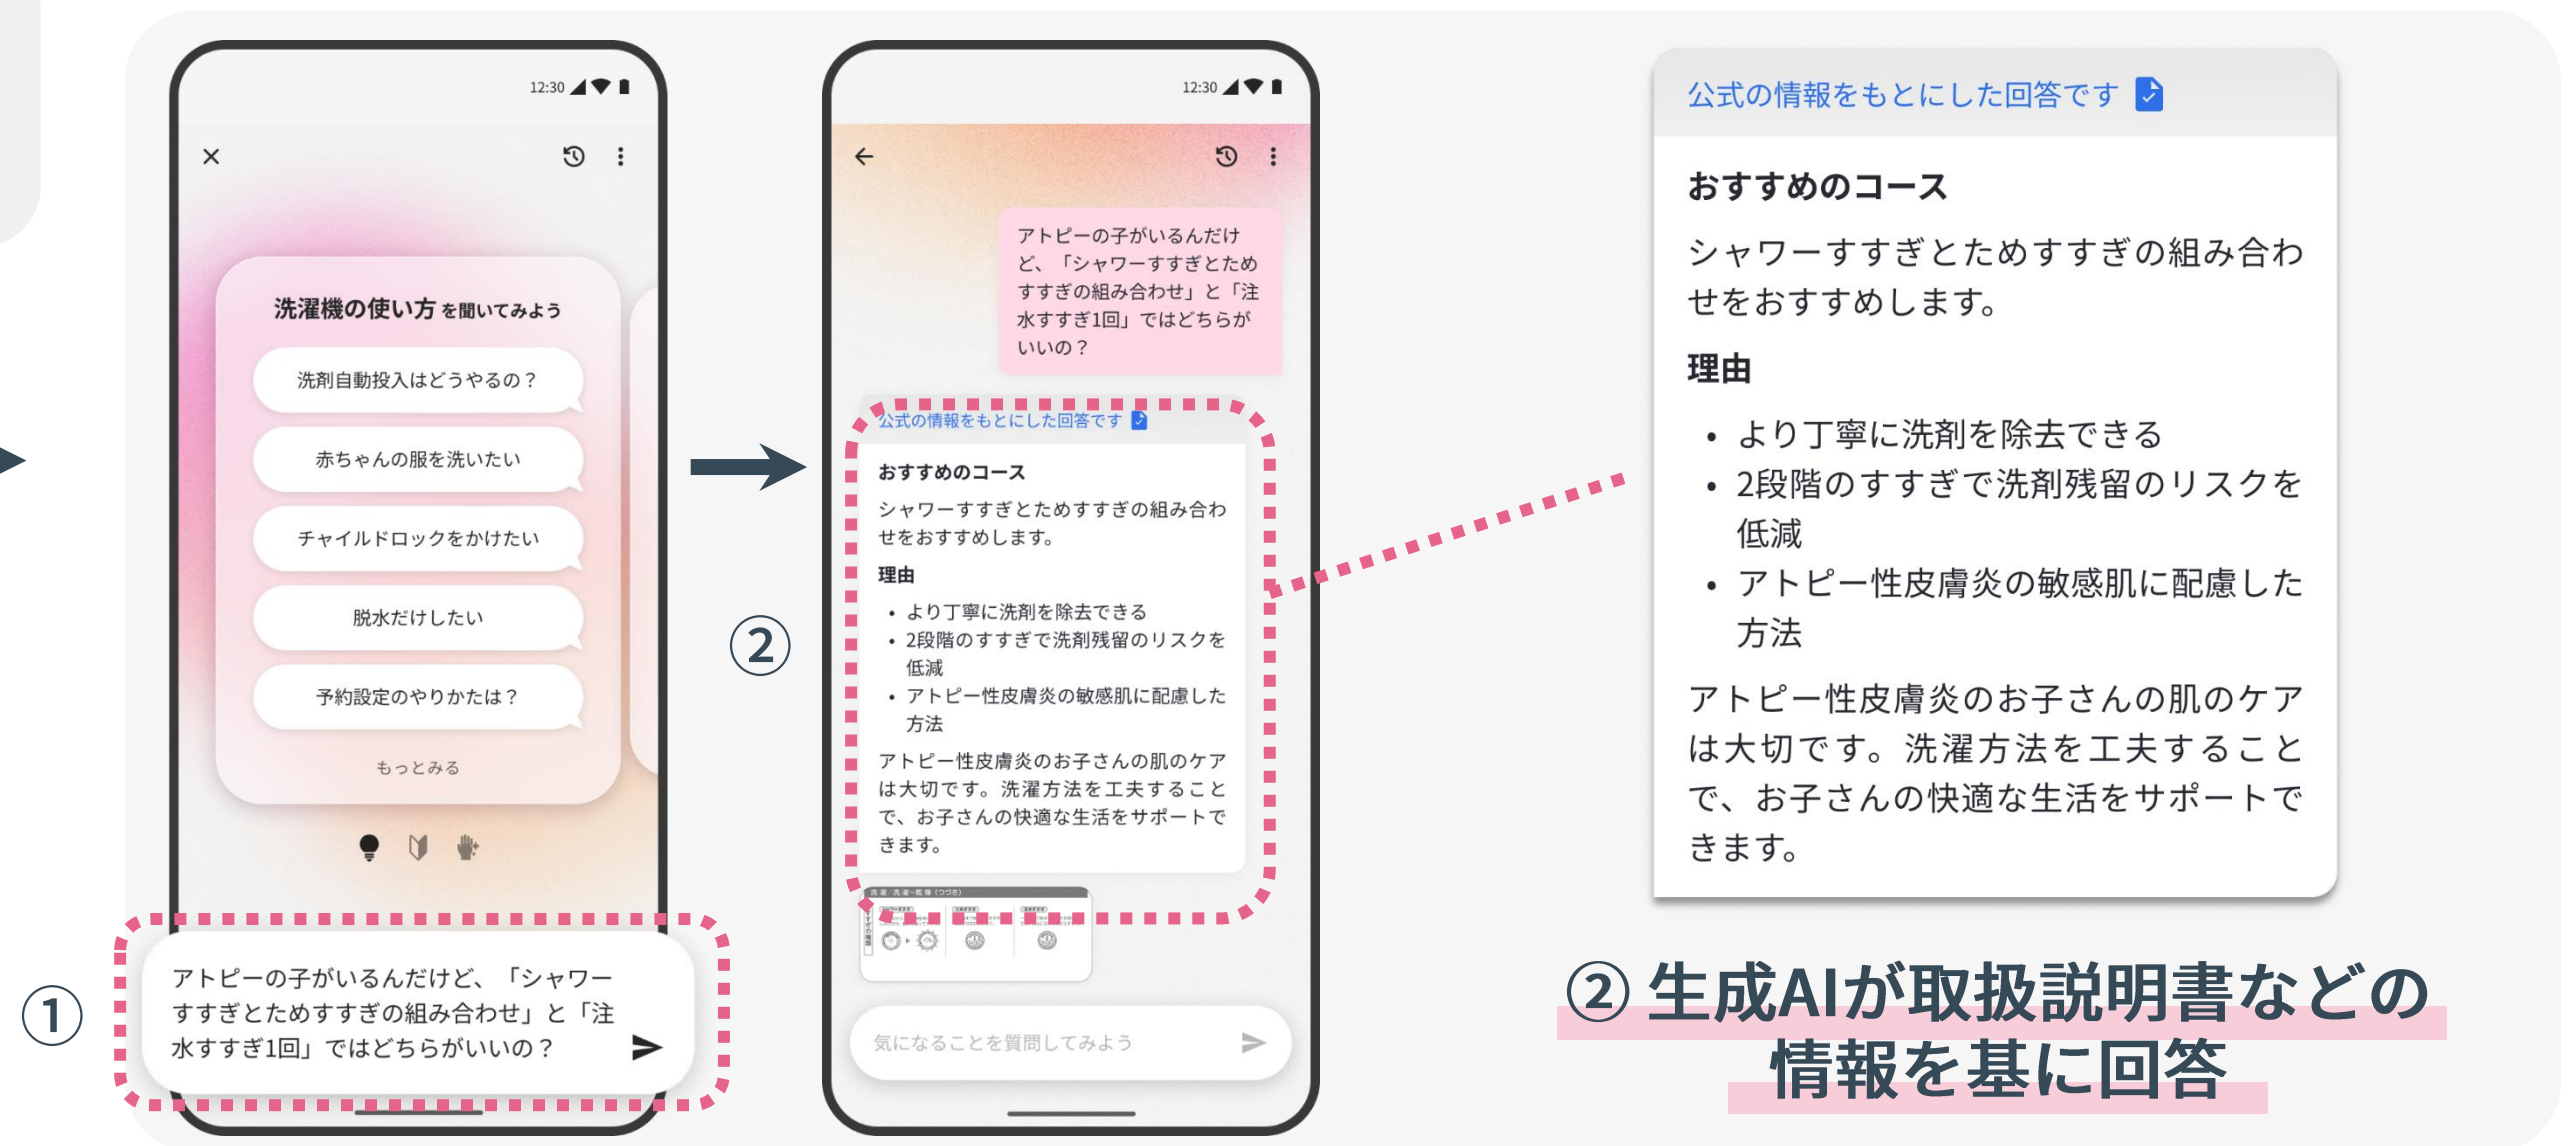 12:30
洗濯機の使い方 を聞いてみよう
洗剤自動投入はどうやるの？
赤ちゃんの服を洗いたい
チャイルドロックをかけたい
脱水だけしたい
予約設定のやりかたは？
もっとみる
①
アトピーの子がいるんだけど、「シャワー
すすぎとためすすぎの組み合わせ」と「注
水すすぎ1回」ではどちらがいいの？
②
12:30
アトピーの子がいるんだけ
ど、「シャワーすすぎとため
すすぎの組み合わせ」と「注
水すすぎ1回」ではどちらが
いいの？
公式の情報をもとにした回答です
おすすめのコース
シャワーすすぎとためすすぎの組み合わ
せをおすすめします。
理由
• より丁寧に洗剤を除去できる
• 2段階のすすぎで洗剤残留のリスクを
低減
• アトピー性皮膚炎の敏感肌に配慮した
方法
アトピー性皮膚炎のお子さんの肌のケア
は大切です。洗濯方法を工夫すること
で、お子さんの快適な生活をサポートで
きます。
気になることを質問してみよう
公式の情報をもとにした回答です
おすすめのコース
シャワーすすぎとためすすぎの組み合わ
せをおすすめします。
理由
• より丁寧に洗剤を除去できる
• 2段階のすすぎで洗剤残留のリスクを
低減
• アトピー性皮膚炎の敏感肌に配慮した
方法
アトピー性皮膚炎のお子さんの肌のケア
は大切です。洗濯方法を工夫すること
で、お子さんの快適な生活をサポートで
きます。
② 生成AIが取扱説明書などの
情報を基に回答